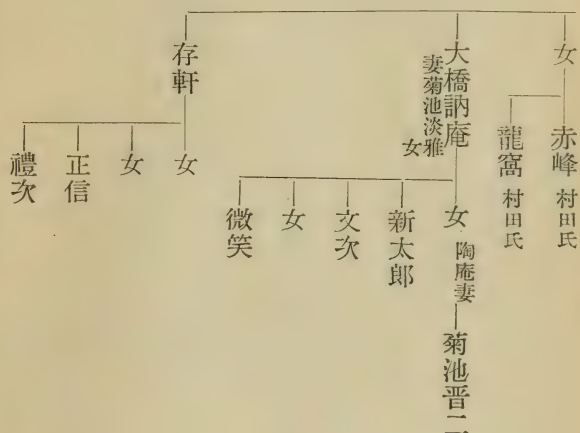 女
赤峰 村田氏
龍窩 村田氏
大橋訥庵
妻菊池淡雅
女
女 陶庵妻
菊池晋
新太郎
文次
女
微笑
存軒
女
女
正信
禮次